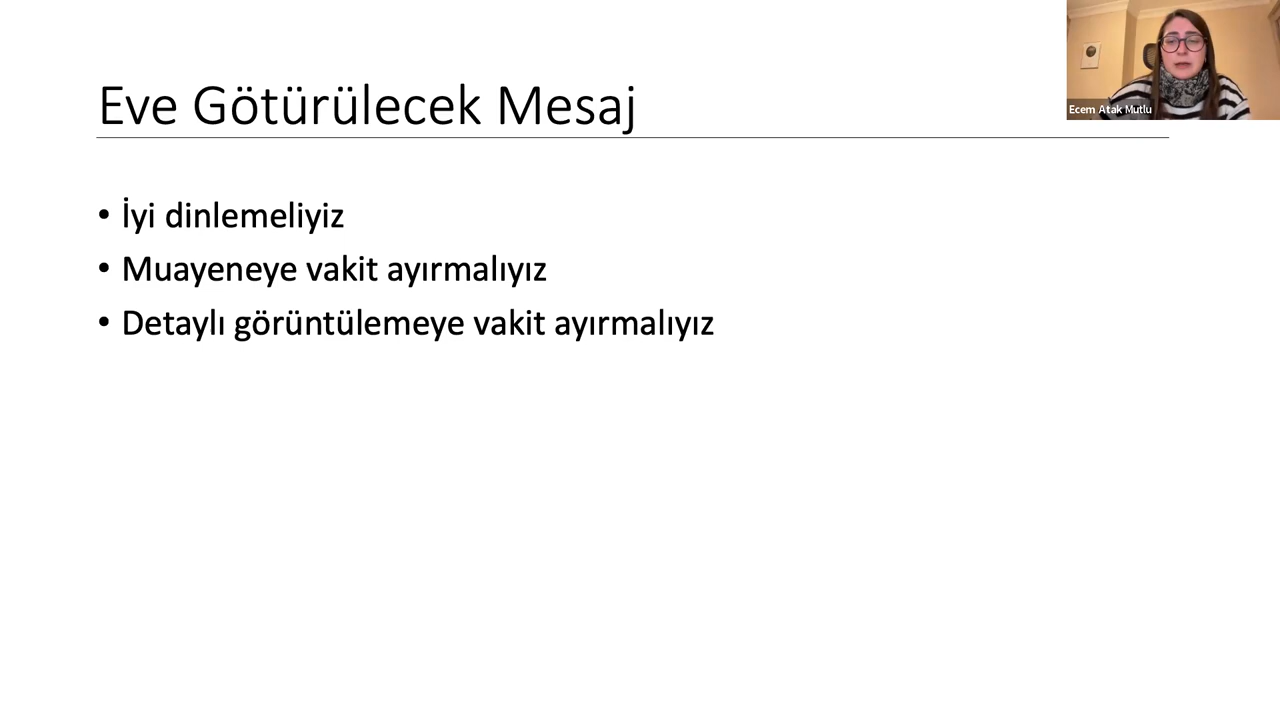 Ecem Atak Mutlu
Eve Götürülecek Mesaj
• İyi dinlemeliyiz
• Muayeneye vakit ayırmalıyız
• Detaylı görüntülemeye vakit ayırmalıyız